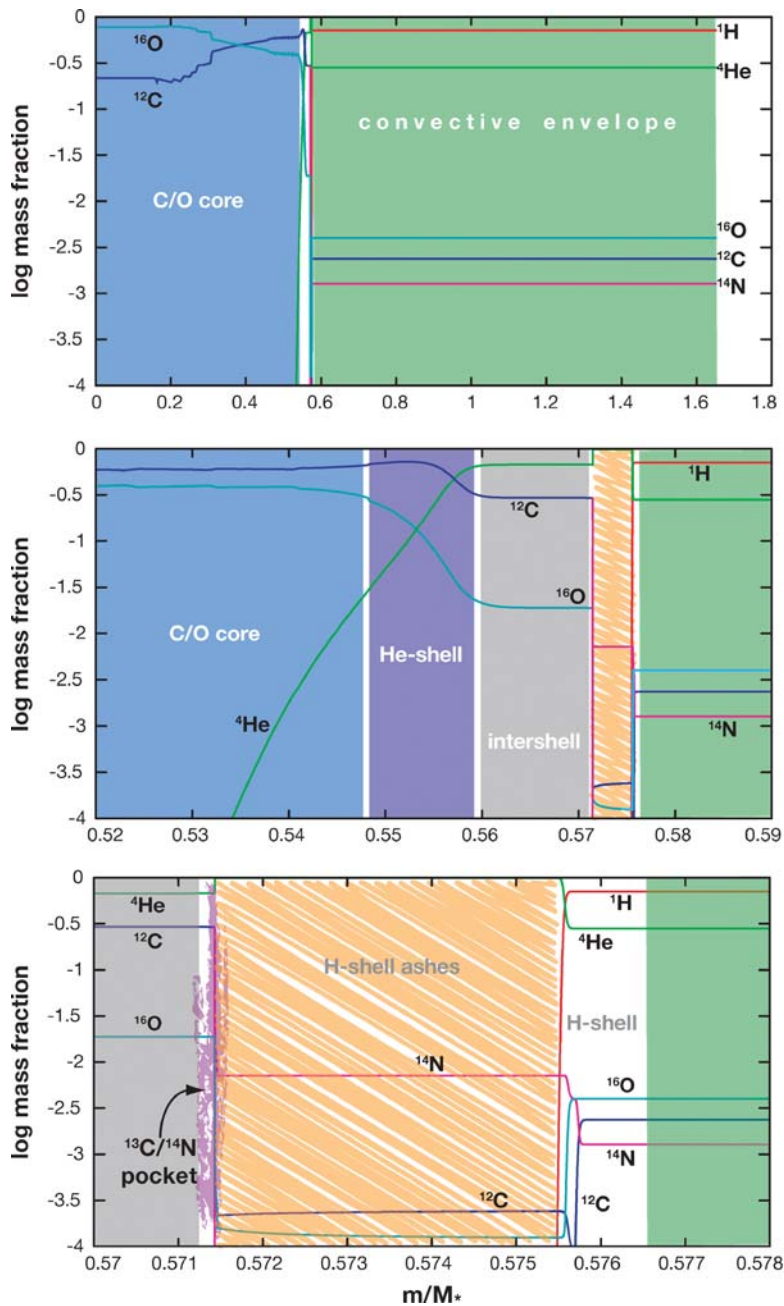 0
-0.5
-1
-1.5
-2
-2.5
-3
-3.5
-4
log mass fraction
¹⁶O
¹²C
C/O core
convective envelope
¹H
⁴He
¹⁶O
¹²C
¹⁴N
0 0.2 0.4 0.6 0.8 1 1.2 1.4 1.6 1.8
0
-0.5
-1
-1.5
-2
-2.5
-3
-3.5
-4
log mass fraction
C/O core
⁴He
He-shell
¹²C
¹⁶O
intershell
¹H
¹⁴N
0.52 0.53 0.54 0.55 0.56 0.57 0.58 0.59
0
-0.5
-1
-1.5
-2
-2.5
-3
-3.5
-4
log mass fraction
⁴He
¹²C
¹⁶O
¹³C/¹⁴N
pocket
H-shell ashes
¹⁴N
¹²C
H-shell
¹H
⁴He
¹⁶O
¹⁴N
¹²C
0.57 0.571 0.572 0.573 0.574 0.575 0.576 0.577 0.578
m/M*